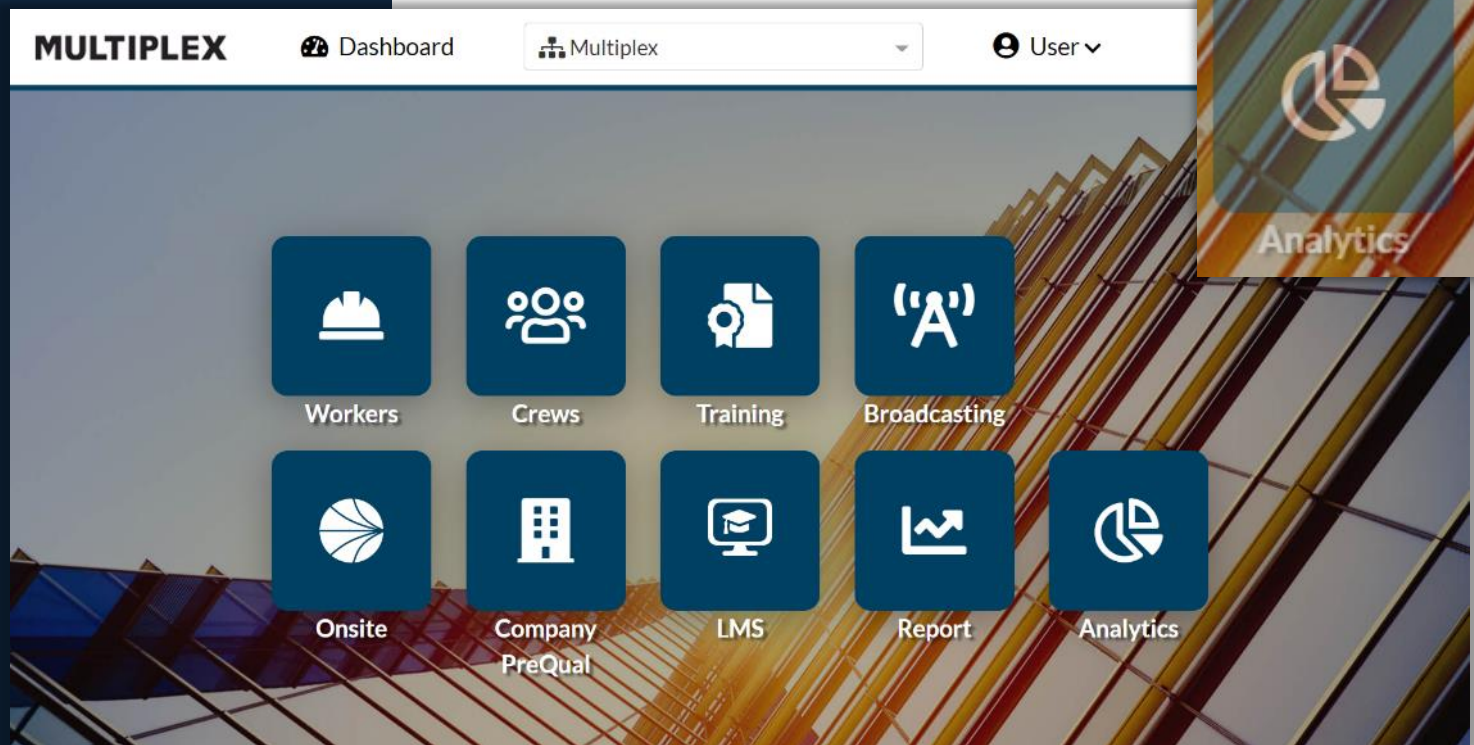 MULTIPLEX Dashboard Multiplex User
Analytics
Workers Crews Training Broadcasting
Onsite Company PreQual LMS Report Analytics